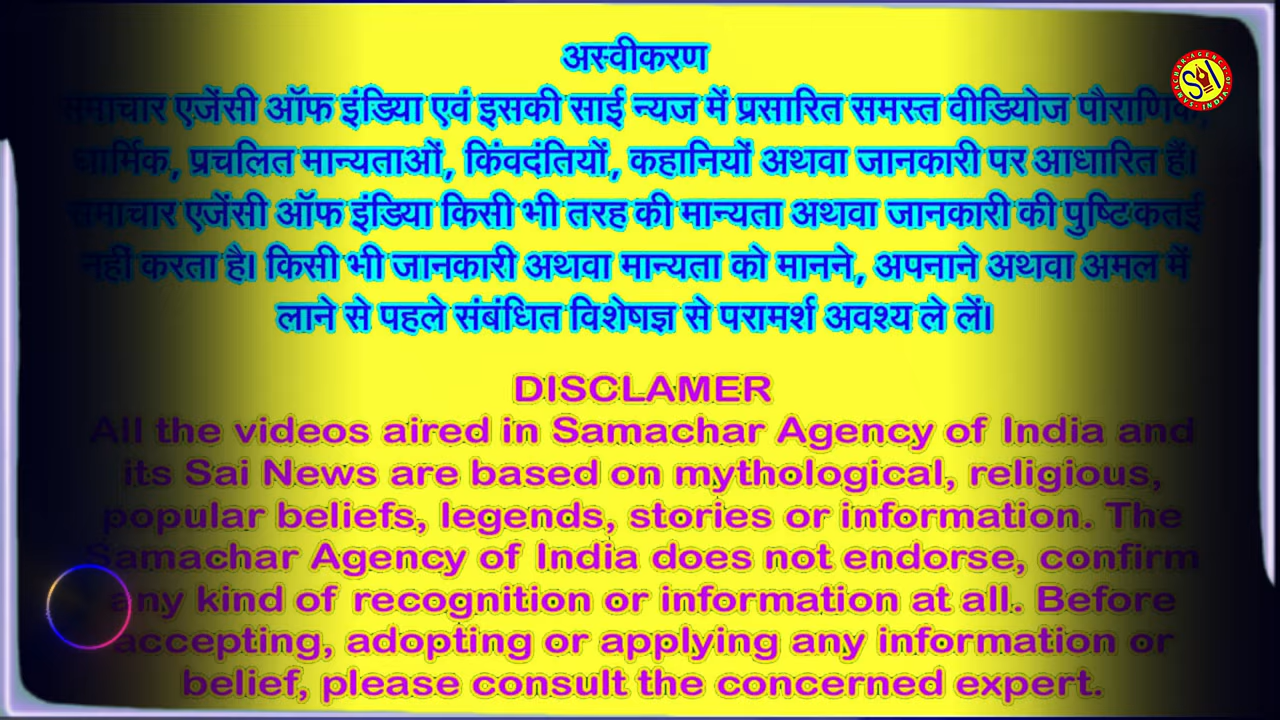 अस्वीकरण
समाचार एजेंसी ऑफ इंडिया एवं इसकी साई न्यूज में प्रसारित समस्त वीडियोज पौराणिक,
धार्मिक, प्रचलित मान्यताओं, किंवदंतियों, कहानियों अथवा जानकारी पर आधारित हैं।
समाचार एजेंसी ऑफ इंडिया किसी भी तरह की मान्यता अथवा जानकारी की पुष्टि कतई
नहीं करता है। किसी भी जानकारी अथवा मान्यता को मानने, अपनाने अथवा अमल में
लाने से पहले संबंधित विशेषज्ञ से परामर्श अवश्य ले लें।
DISCLAMER
All the videos aired in Samachar Agency of India and
its Sai News are based on mythological, religious,
popular beliefs, legends, stories or information. The
Samachar Agency of India does not endorse, confirm
any kind of recognition or information at all. Before
accepting, adopting or applying any information or
belief, please consult the concerned expert.
SAI
SAMACHAR AGENCY OF INDIA